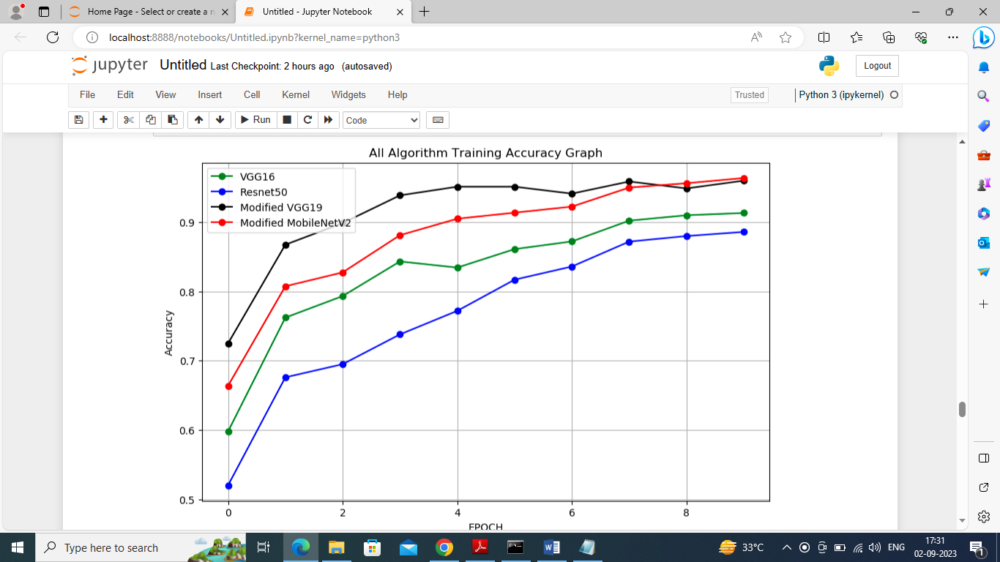 Home Page - Select or create a n
Untitled - Jupyter Notebook
localhost:8888/notebooks/Untitled.ipynb?kernel_name=python3
jupyter Untitled Last Checkpoint: 2 hours ago (autosaved)
Logout
File Edit View Insert Cell Kernel Widgets Help
Trusted
Python 3 (ipykernel)
Run
Code
All Algorithm Training Accuracy Graph
VGG16
Resnet50
Modified VGG19
Modified MobileNetV2
Accuracy
0.9
0.8
0.7
0.6
0.5
0 2 4 6 8
EPOCH
Type here to search
33°C
ENG
17:31
02-09-2023
1